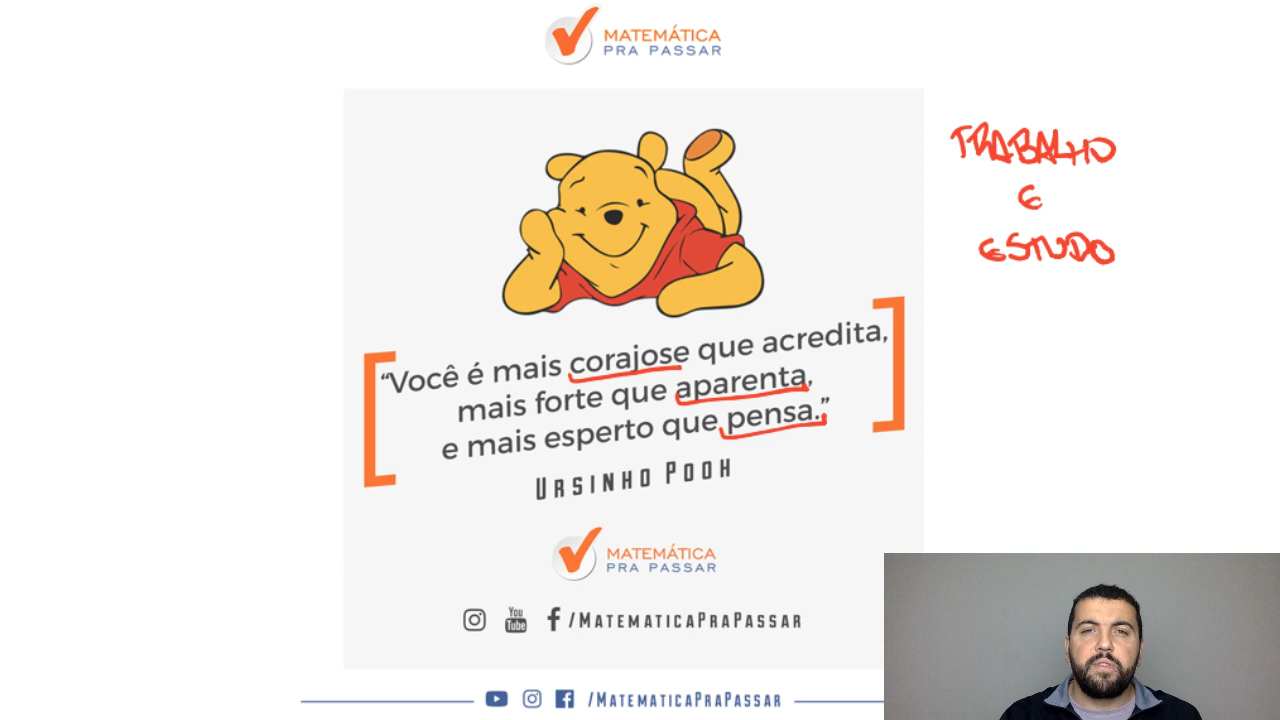 MATEMÁTICA
PRA PASSAR
TRABALHO
E
ESTUDO
“Você é mais corajose que acredita,
mais forte que aparenta,
e mais esperto que pensa.”
URSINHO POOH
MATEMÁTICA
PRA PASSAR
You Tube f /MATEMATICAPRAPASSAR
/MATEMATICAPRAPASSAR